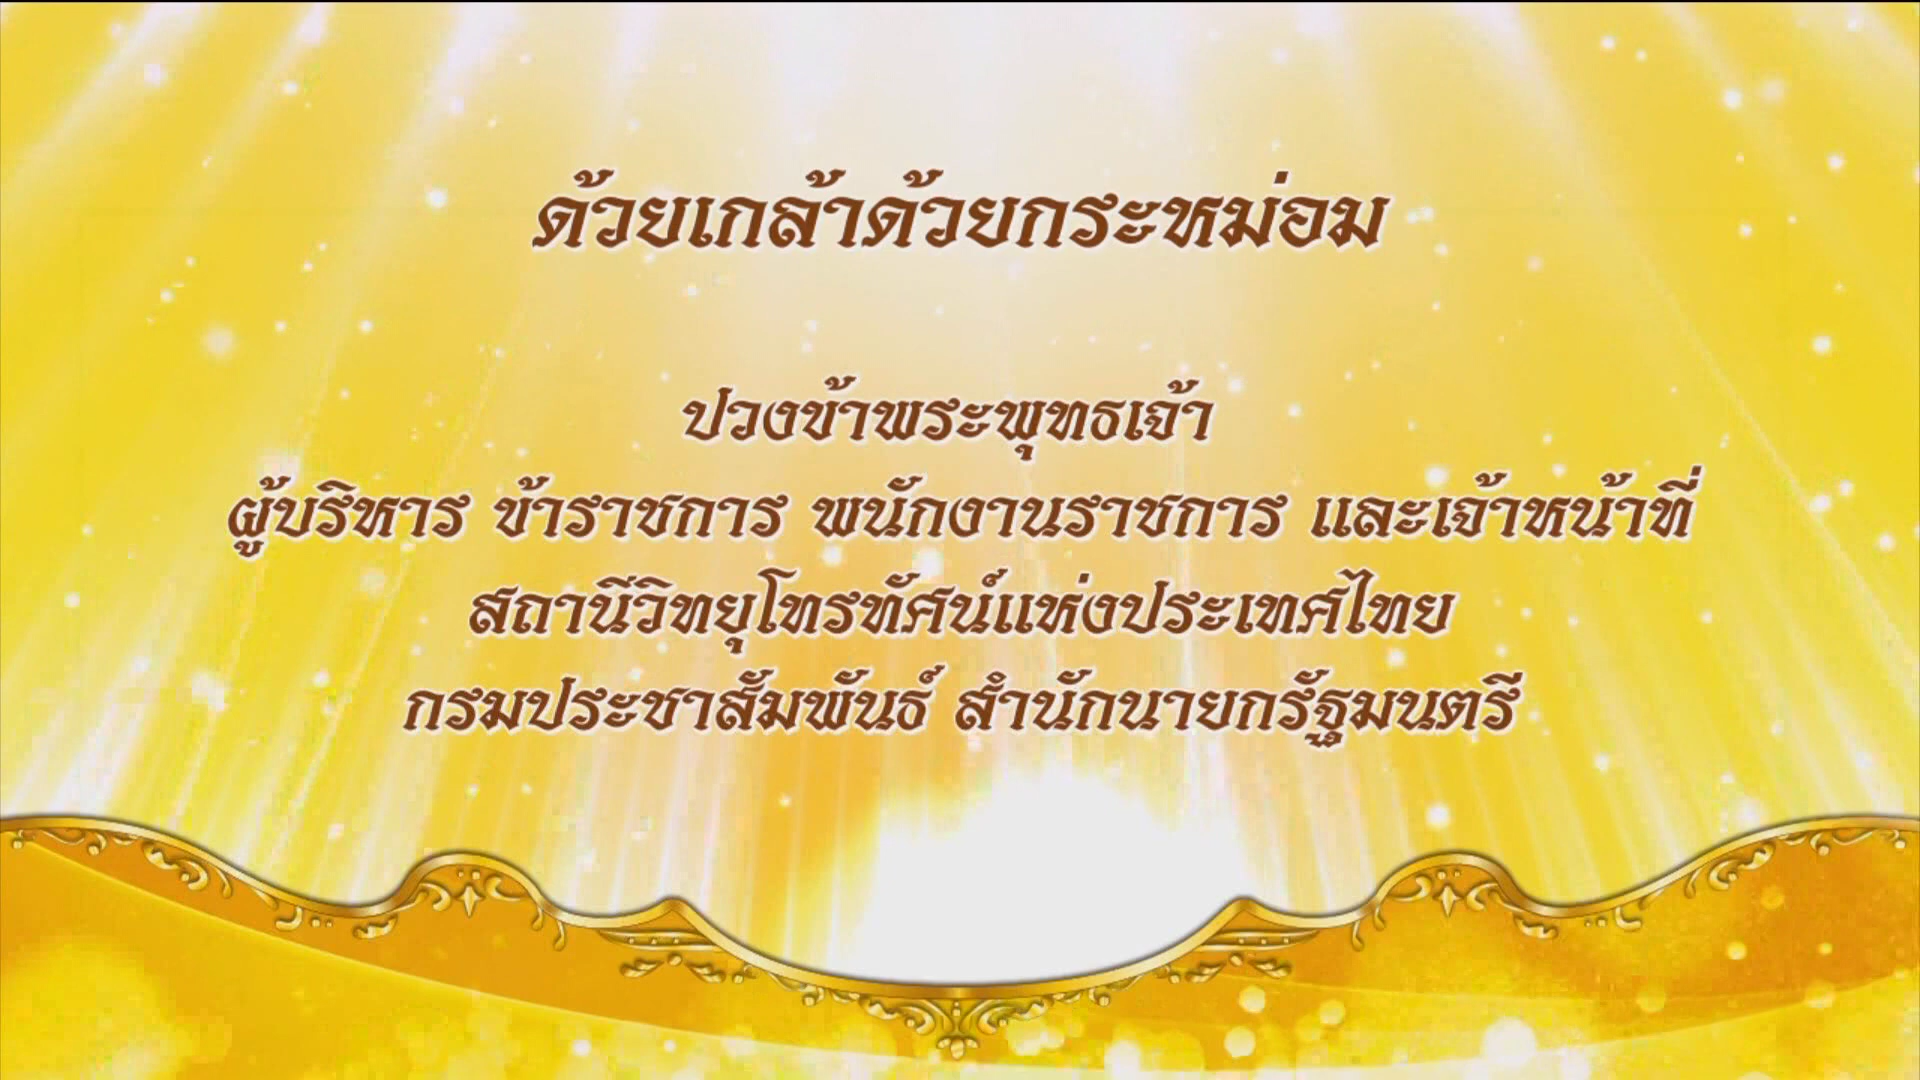 ด้วยเกล้าด้วยกระหม่อม
ปวงข้าพระพุทธเจ้า
ผู้บริหาร ข้าราชการ พนักงานราชการ และเจ้าหน้าที่
สถานีวิทยุโทรทัศน์แห่งประเทศไทย
กรมประชาสัมพันธ์ สำนักนายกรัฐมนตรี